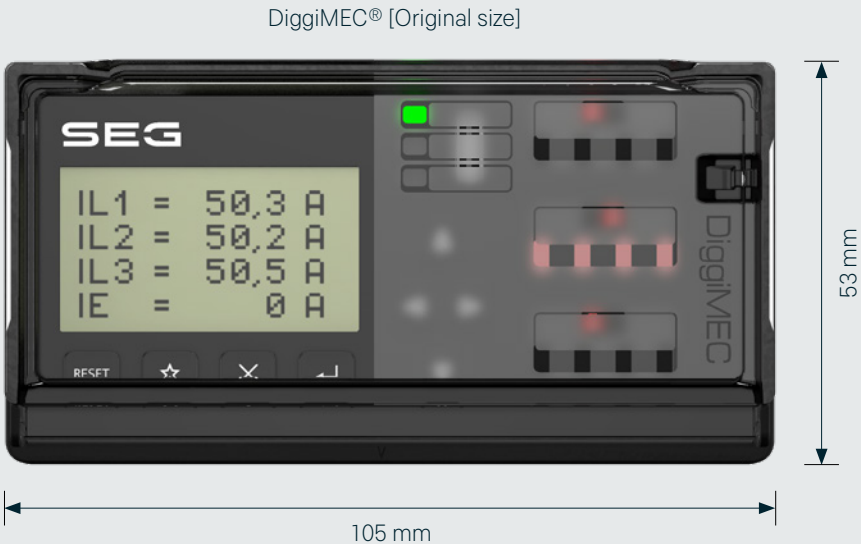 DiggiMEC® [Original size]
SEG
IL1 = 50,3 A
IL2 = 50,2 A
IL3 = 50,5 A
IE = 0 A
RESET
DiggiMEC
53 mm
105 mm